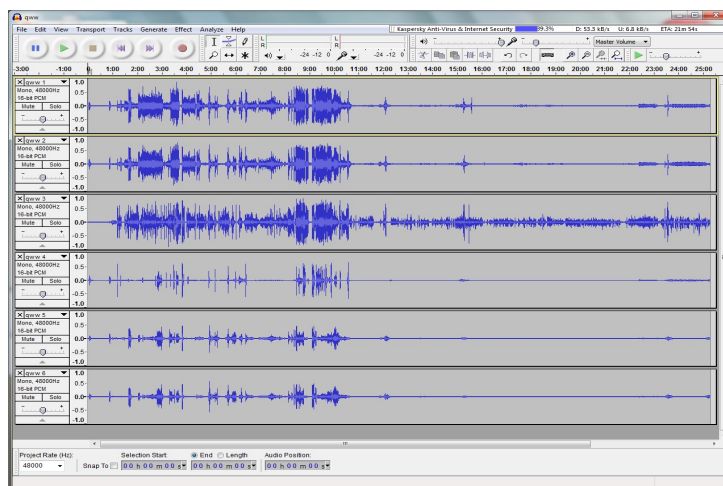 qww
File Edit View Transport Tracks Generate Effect Analyze Help
Kaspersky Anti-Virus & Internet Security 39.3% D: 53.3 kB/s U: 6.8 kB/s ETA: 21m 54s
L
R
-24 -12 0
L
R
-24 -12 0
Master Volume
-3:00 -1:00 0 1:00 2:00 3:00 4:00 5:00 6:00 7:00 8:00 9:00 10:00 11:00 12:00 13:00 14:00 15:00 16:00 17:00 18:00 19:00 20:00 21:00 22:00 23:00 24:00 25:00
qww 1
Mono, 48000Hz
16-bit PCM
Mute Solo
- +
1.0
0.5-
0.0-
-0.5-
-1.0
qww 2
Mono, 48000Hz
16-bit PCM
Mute Solo
- +
1.0
0.5-
0.0-
-0.5-
-1.0
qww 3
Mono, 48000Hz
16-bit PCM
Mute Solo
- +
1.0
0.5-
0.0-
-0.5-
-1.0
qww 4
Mono, 48000Hz
16-bit PCM
Mute Solo
- +
1.0
0.5-
0.0-
-0.5-
-1.0
qww 5
Mono, 48000Hz
16-bit PCM
Mute Solo
- +
1.0
0.5-
0.0-
-0.5-
-1.0
qww 6
Mono, 48000Hz
16-bit PCM
Mute Solo
- +
1.0
0.5-
0.0-
-0.5-
-1.0
Project Rate (Hz): Selection Start: End Length Audio Position:
48000 Snap To 00 h 00 m 00 s 00 h 00 m 00 s 00 h 00 m 00 s